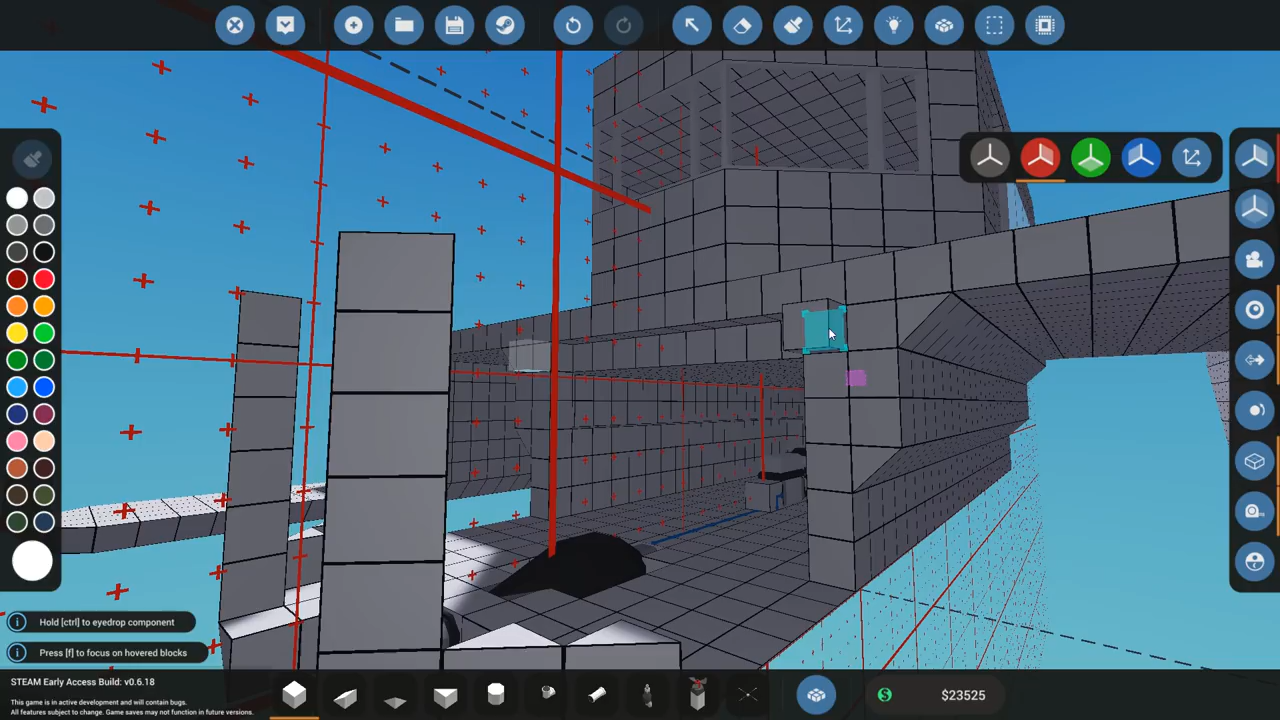 Hold [ctrl] to eyedrop component
Press [f] to focus on hovered blocks
STEAM Early Access Build: v0.6.18
This game is in active development and will contain bugs.
All features subject to change. Game saves may not function in future versions.
$23525